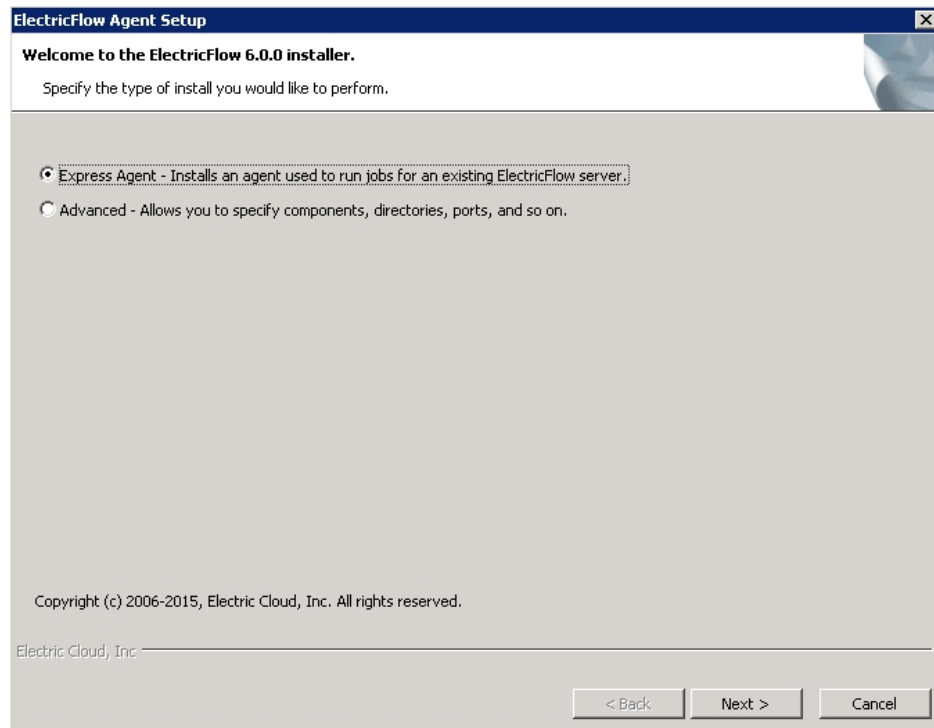 ElectricFlow Agent Setup
Welcome to the ElectricFlow 6.0.0 installer.
Specify the type of install you would like to perform.
Express Agent - Installs an agent used to run jobs for an existing ElectricFlow server.
Advanced - Allows you to specify components, directories, ports, and so on.
Copyright (c) 2006-2015, Electric Cloud, Inc. All rights reserved.
Electric Cloud, Inc
< Back Next > Cancel